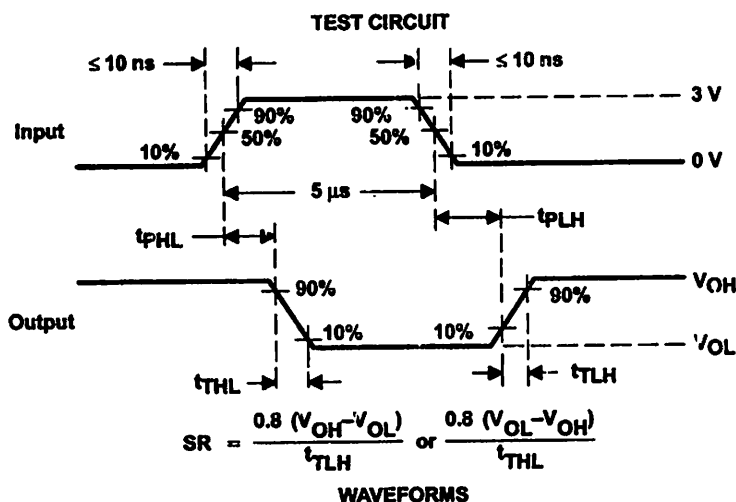 TEST CIRCUIT
≤ 10 ns
≤ 10 ns
3 V
90%
90%
Input
50%
50%
10%
10%
0 V
5 μs
tPHL
tPLH
VOH
90%
90%
Output
10%
10%
VOL
tTHL
tTLH
SR = 0.8 (VOH–VOL) / tTLH or 0.8 (VOL–VOH) / tTHL
WAVEFORMS